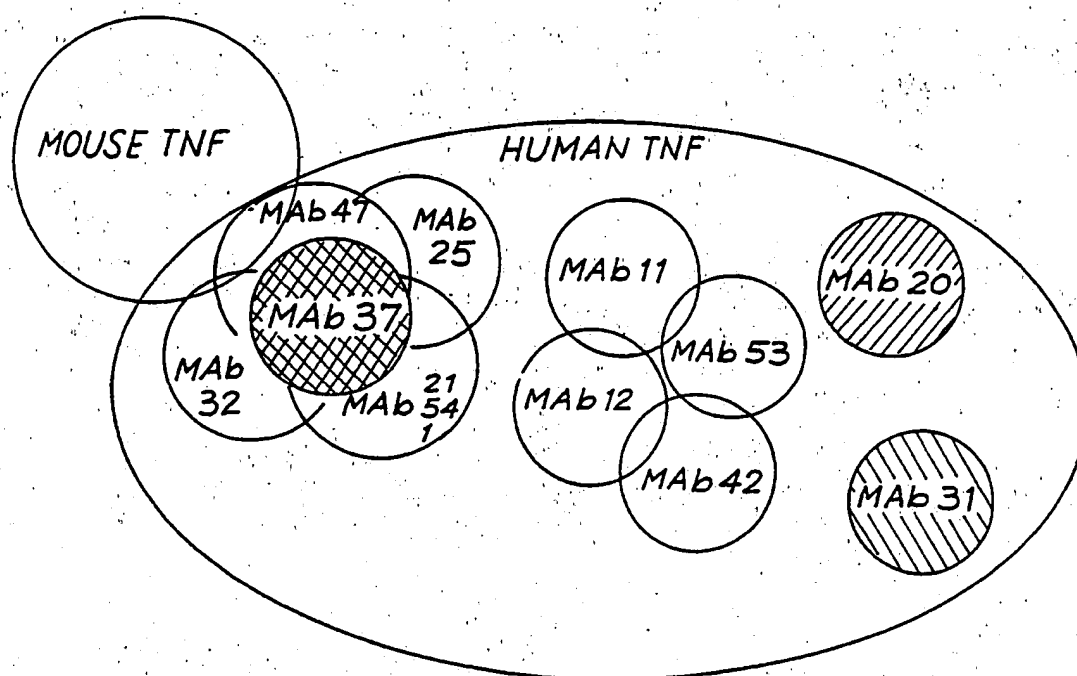 MOUSE TNF
HUMAN TNF
MAb 47
MAb
25
MAb 11
MAb 20
MAb 37
MAb 53
MAb
32
MAb
21
54
1
MAb 12
MAb 42
MAb 31